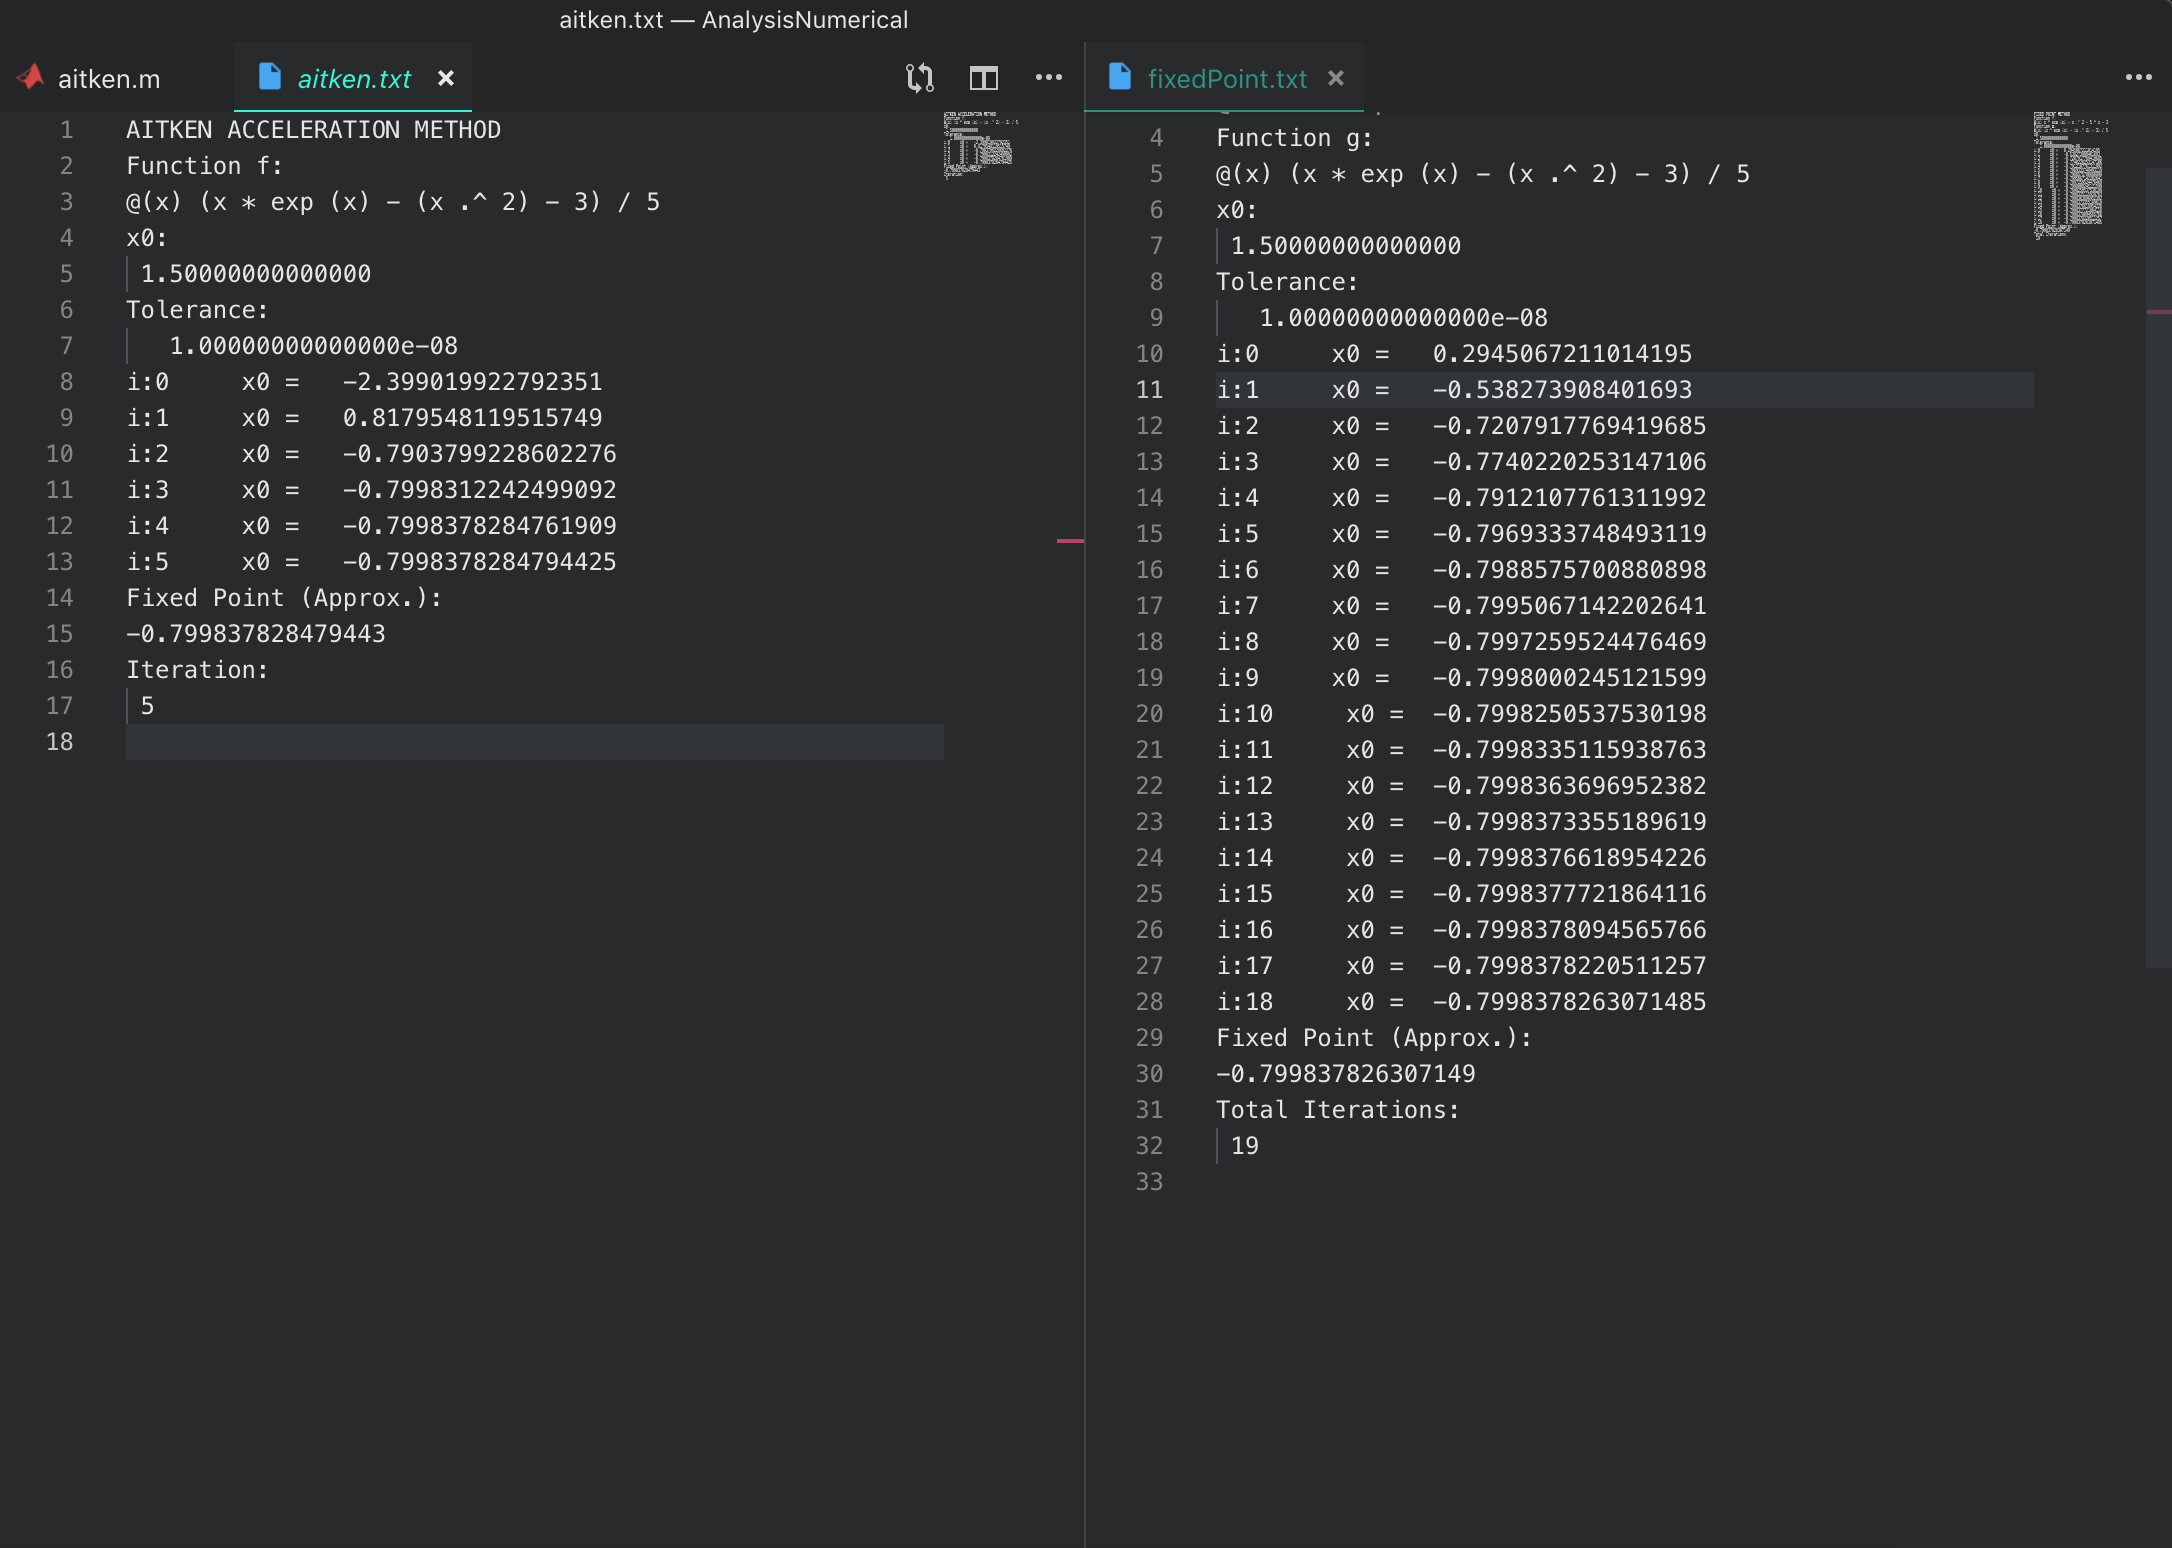 aitken.txt — AnalysisNumerical
aitken.m
aitken.txt
1 AITKEN ACCELERATION METHOD
2 Function f:
3 @(x) (x * exp (x) - (x .^ 2) - 3) / 5
4 x0:
5 1.50000000000000
6 Tolerance:
7 1.00000000000000e-08
8 i:0 x0 = -2.399019922792351
9 i:1 x0 = 0.8179548119515749
10 i:2 x0 = -0.7903799228602276
11 i:3 x0 = -0.7998312242499092
12 i:4 x0 = -0.7998378284761909
13 i:5 x0 = -0.7998378284794425
14 Fixed Point (Approx.):
15 -0.799837828479443
16 Iteration:
17 5
18
fixedPoint.txt
4 Function g:
5 @(x) (x * exp (x) - (x .^ 2) - 3) / 5
6 x0:
7 1.50000000000000
8 Tolerance:
9 1.00000000000000e-08
10 i:0 x0 = 0.2945067211014195
11 i:1 x0 = -0.538273908401693
12 i:2 x0 = -0.7207917769419685
13 i:3 x0 = -0.7740220253147106
14 i:4 x0 = -0.7912107761311992
15 i:5 x0 = -0.7969333748493119
16 i:6 x0 = -0.7988575700880898
17 i:7 x0 = -0.7995067142202641
18 i:8 x0 = -0.7997259524476469
19 i:9 x0 = -0.7998000245121599
20 i:10 x0 = -0.7998250537530198
21 i:11 x0 = -0.7998335115938763
22 i:12 x0 = -0.7998363696952382
23 i:13 x0 = -0.7998373355189619
24 i:14 x0 = -0.7998376618954226
25 i:15 x0 = -0.7998377721864116
26 i:16 x0 = -0.7998378094565766
27 i:17 x0 = -0.7998378220511257
28 i:18 x0 = -0.7998378263071485
29 Fixed Point (Approx.):
30 -0.799837826307149
31 Total Iterations:
32 19
33